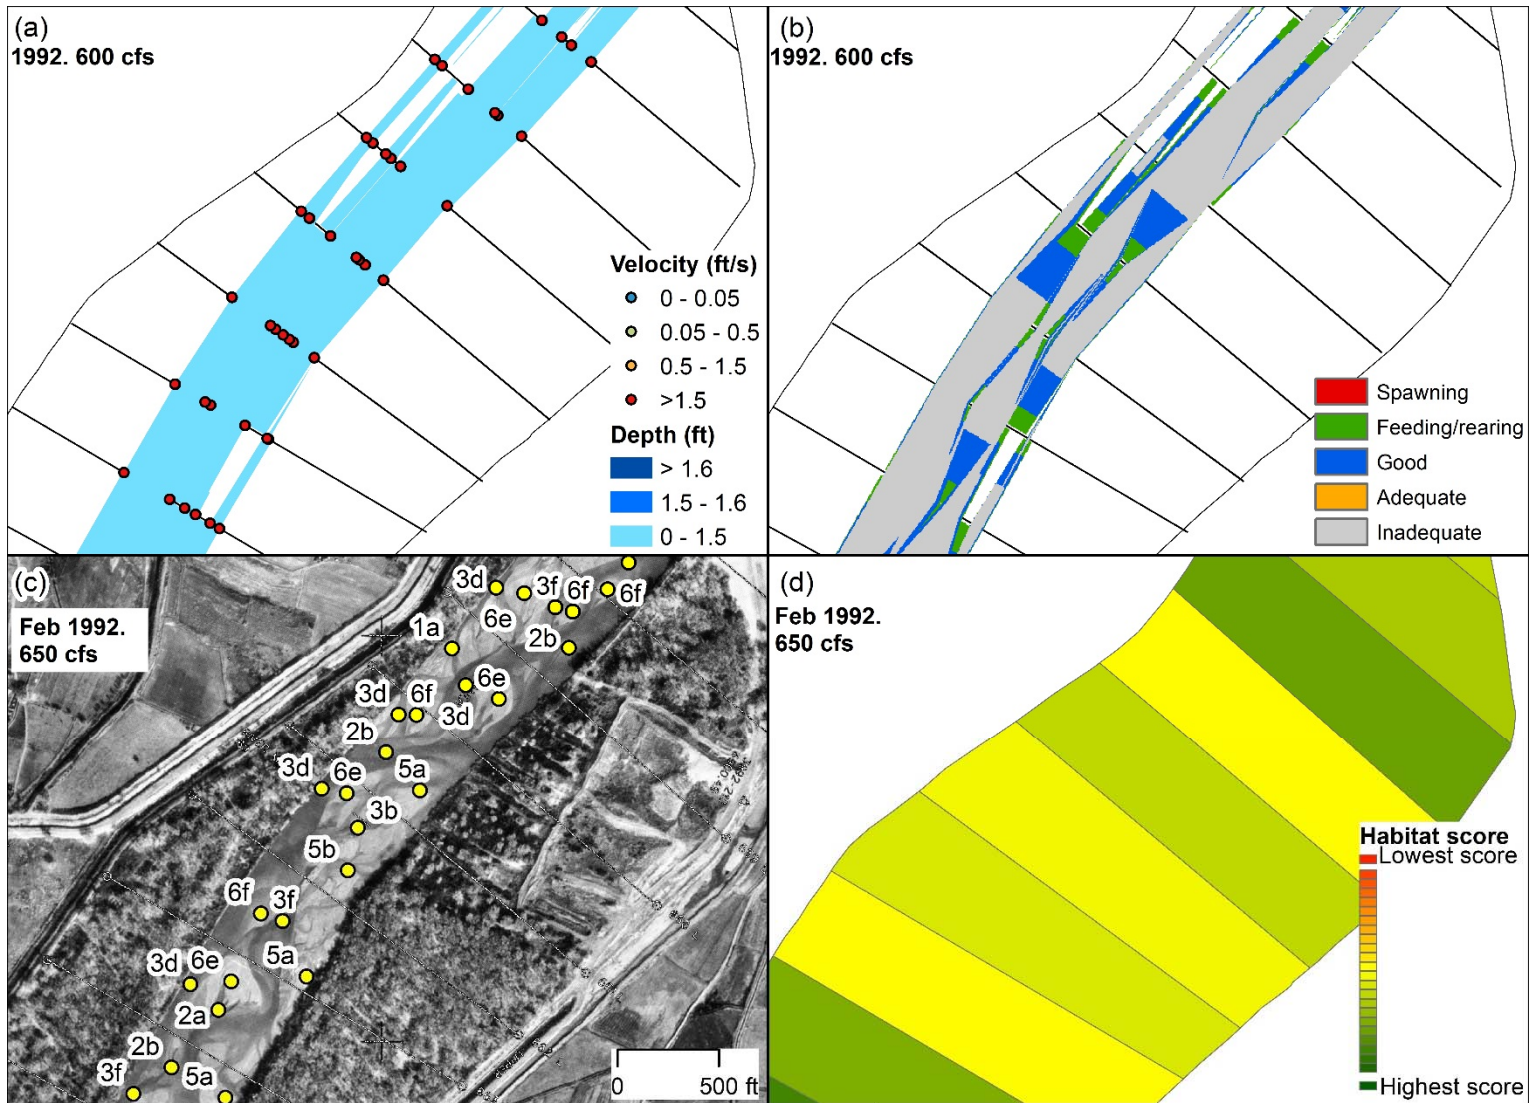 (a)
1992. 600 cfs
Velocity (ft/s)
0 - 0.05
0.05 - 0.5
0.5 - 1.5
>1.5
Depth (ft)
> 1.6
1.5 - 1.6
0 - 1.5
(b)
1992. 600 cfs
Spawning
Feeding/rearing
Good
Adequate
Inadequate
(c)
Feb 1992.
650 cfs
3d
3f
6f
6f
6e
1a
2b
6e
3d
6f
3d
2b
3d
6e
5a
3b
5b
6f
3f
5a
3d
6e
2a
2b
3f
5a
0
500 ft
(d)
Feb 1992.
650 cfs
Habitat score
Lowest score
Highest score